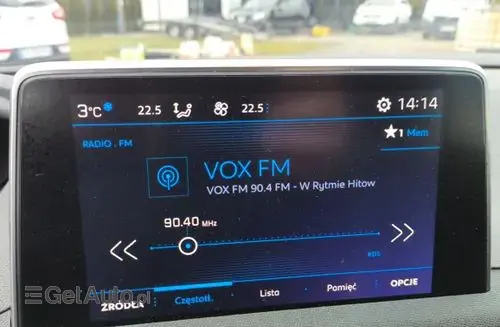 3°C 22.5 22.5 14:14
RADIO . FM
1 Mem
VOX FM
VOX FM 90.4 FM - W Rytmie Hitow
90.40 MHz
RDS
ŹRÓDŁA Częstotl. Lista Pamięć OPCJE
GetAuto.pl